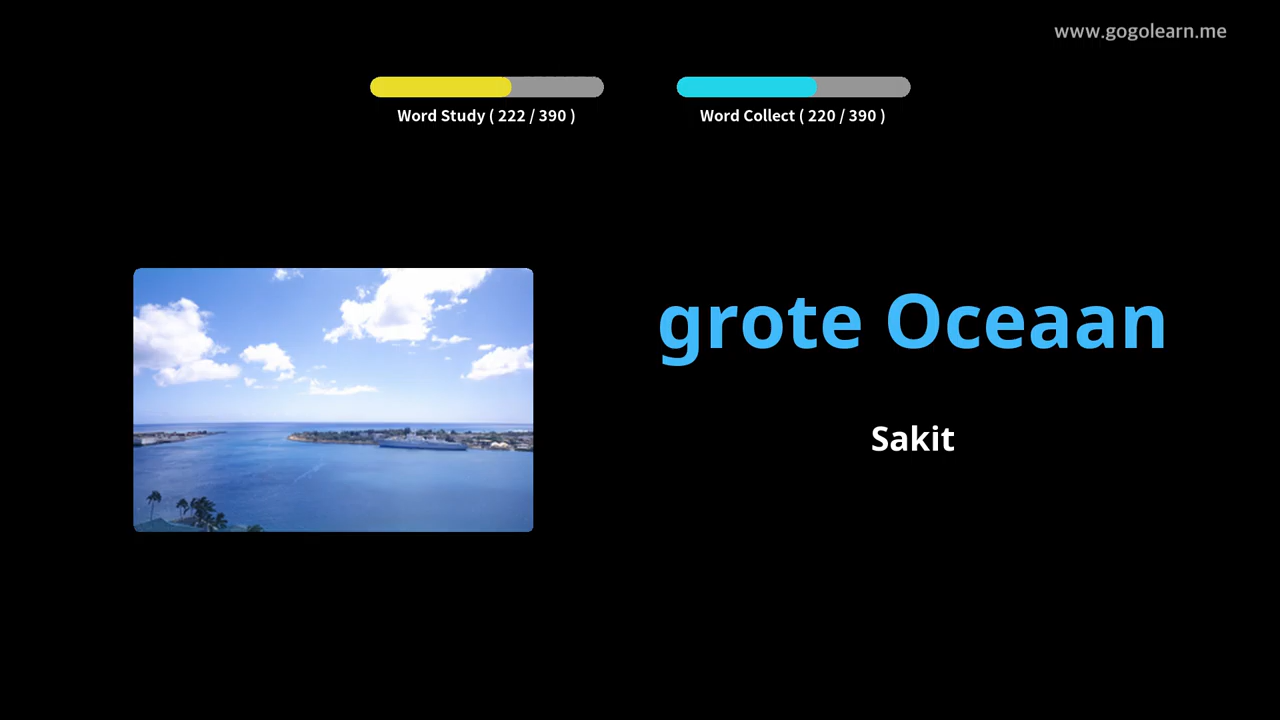 www.gogolearn.me
Word Study ( 222 / 390 )
Word Collect ( 220 / 390 )
grote Oceaan
Sakit